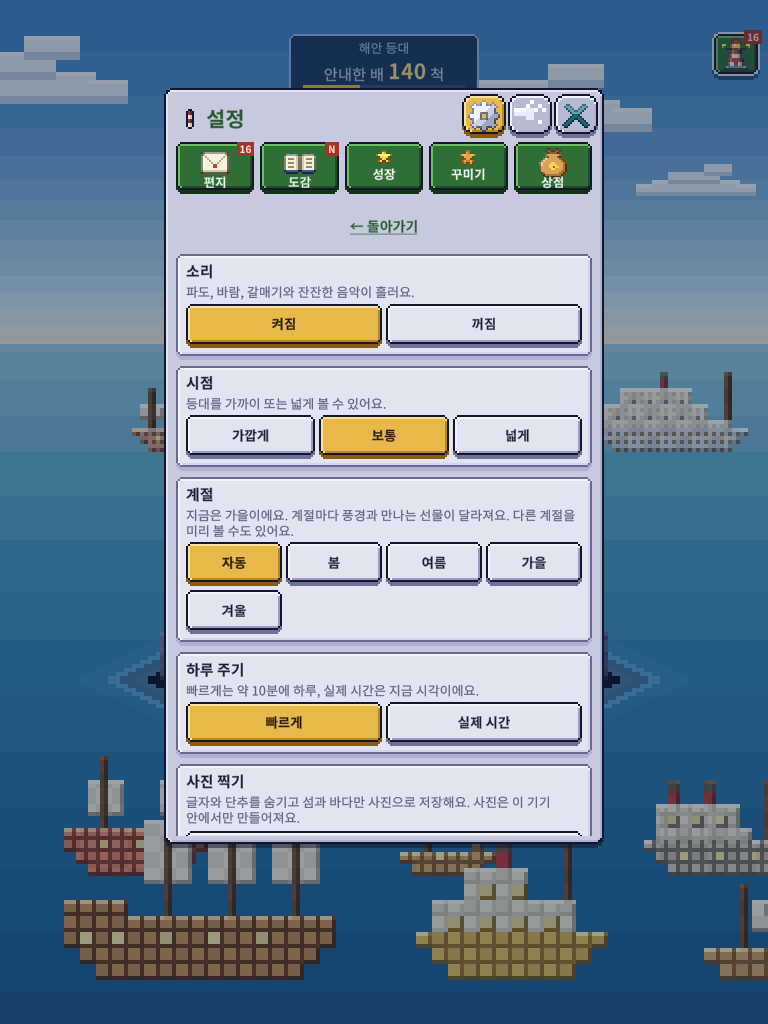 해안 등대
안내한 배 140 척
16
설정
16
편지
N
도감
성장
꾸미기
상점
← 돌아가기
소리
파도, 바람, 갈매기와 잔잔한 음악이 흘러요.
켜짐
꺼짐
시점
등대를 가까이 또는 넓게 볼 수 있어요.
가깝게
보통
넓게
계절
지금은 가을이에요. 계절마다 풍경과 만나는 선물이 달라져요. 다른 계절을
미리 볼 수도 있어요.
자동
봄
여름
가을
겨울
하루 주기
빠르게는 약 10분에 하루, 실제 시간은 지금 시각이에요.
빠르게
실제 시간
사진 찍기
글자와 단추를 숨기고 섬과 바다만 사진으로 저장해요. 사진은 이 기기
안에서만 만들어져요.